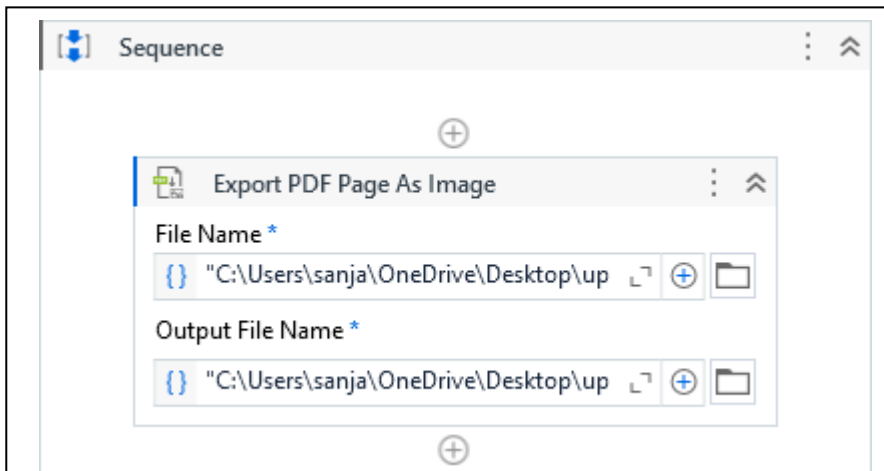 Sequence
Export PDF Page As Image
File Name *
{} "C:\Users\sanja\OneDrive\Desktop\up
Output File Name *
{} "C:\Users\sanja\OneDrive\Desktop\up